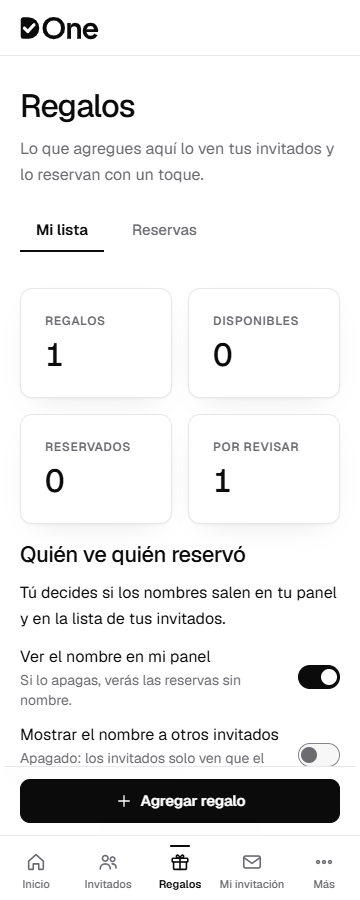 One
Regalos
Lo que agregues aquí lo ven tus invitados y
lo reservan con un toque.
Mi lista
Reservas
REGALOS
1
DISPONIBLES
0
RESERVADOS
0
POR REVISAR
1
Quién ve quién reservó
Tú decides si los nombres salen en tu panel
y en la lista de tus invitados.
Ver el nombre en mi panel
Si lo apagas, verás las reservas sin
nombre.
Mostrar el nombre a otros invitados
Apagado: los invitados solo ven que el
+ Agregar regalo
Inicio
Invitados
Regalos
Mi invitación
Más